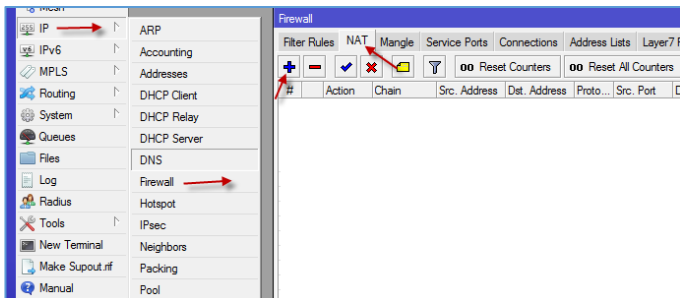 Mesh
IP
IPv6
MPLS
Routing
System
Queues
Files
Log
Radius
Tools
New Terminal
Make Supout.rif
Manual
ARP
Accounting
Addresses
DHCP Client
DHCP Relay
DHCP Server
DNS
Firewall
Hotspot
IPsec
Neighbors
Packing
Pool
Firewall
Filter Rules NAT Mangle Service Ports Connections Address Lists Layer7
00 Reset Counters 00 Reset All Counters
# Action Chain Src. Address Dst. Address Proto... Src. Port